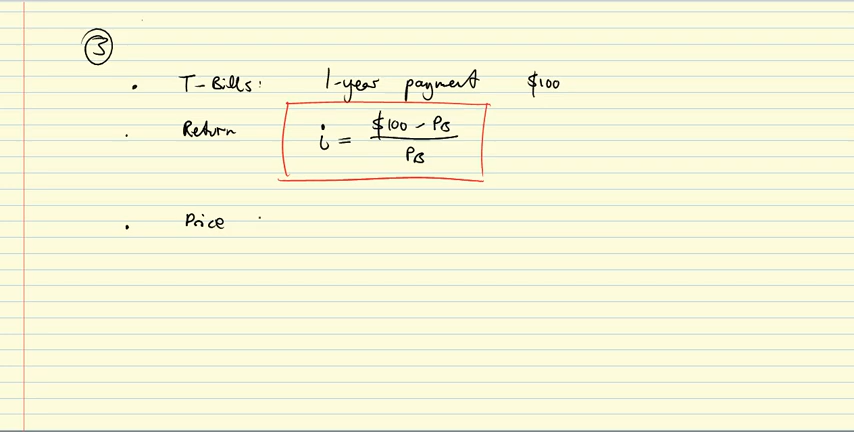 ③
• T-Bills: 1-year payment $100
• Return i = ($100 - PB) / PB
• Price